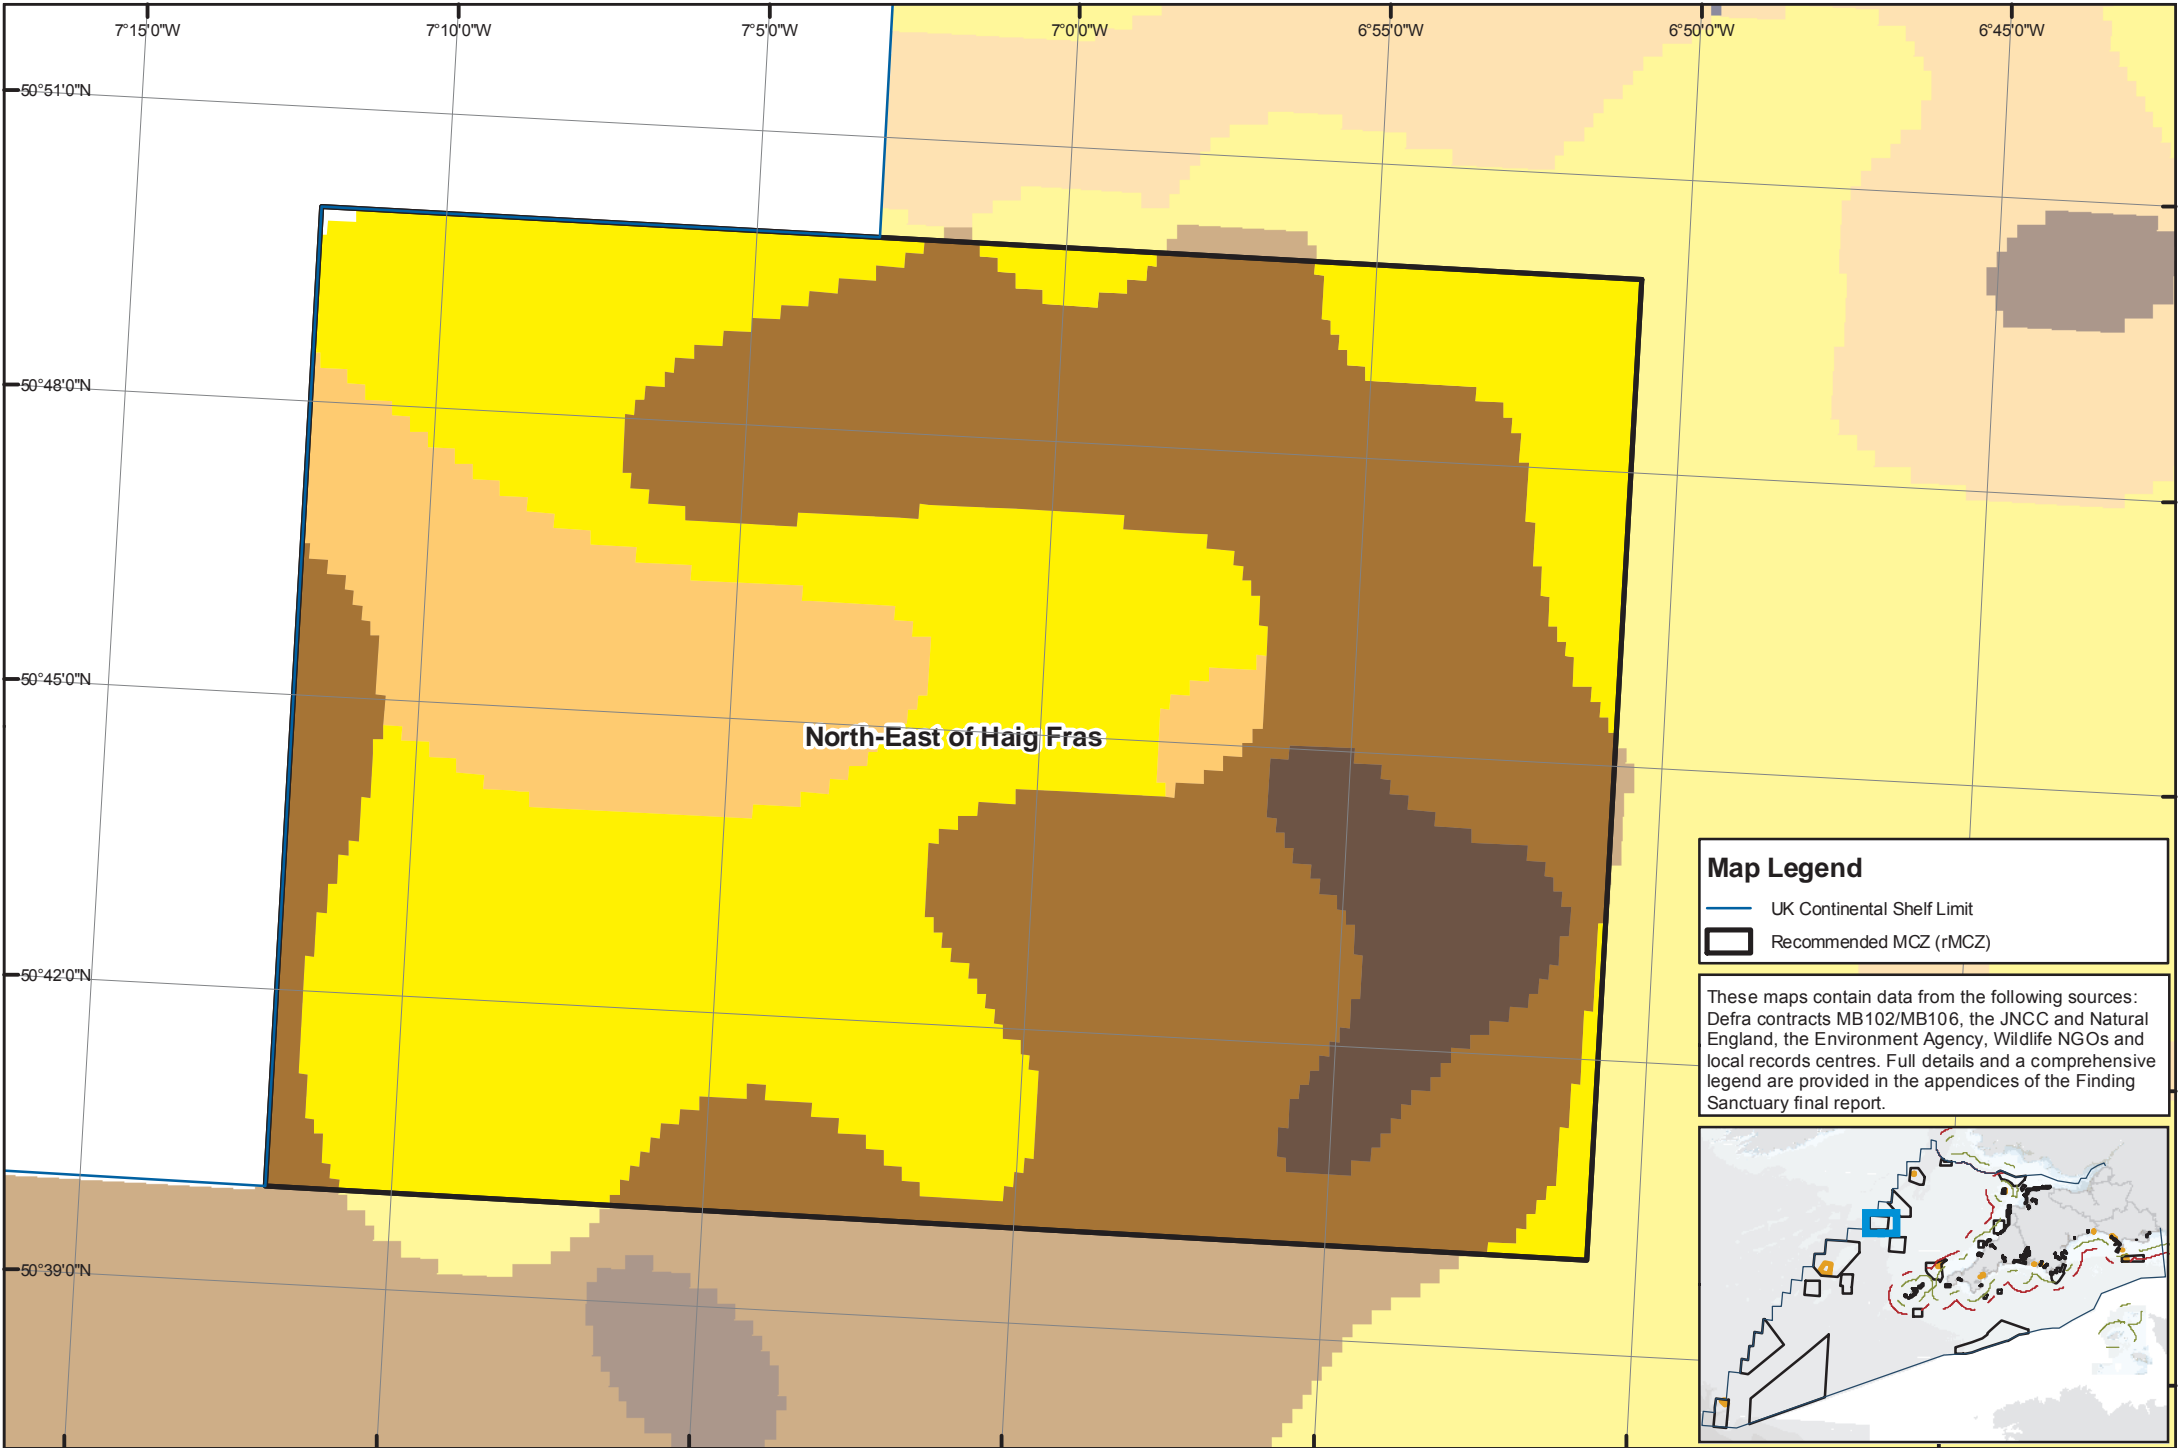 7°15'0"W 7°10'0"W 7°5'0"W 7°0'0"W 6°55'0"W 6°50'0"W 6°45'0"W
50°51'0"N
50°48'0"N
50°45'0"N
North-East of Haig Fras
50°42'0"N
50°39'0"N
Map Legend
UK Continental Shelf Limit
Recommended MCZ (rMCZ)
These maps contain data from the following sources:
Defra contracts MB102/MB106, the JNCC and Natural
England, the Environment Agency, Wildlife NGOs and
local records centres. Full details and a comprehensive
legend are provided in the appendices of the Finding
Sanctuary final report.